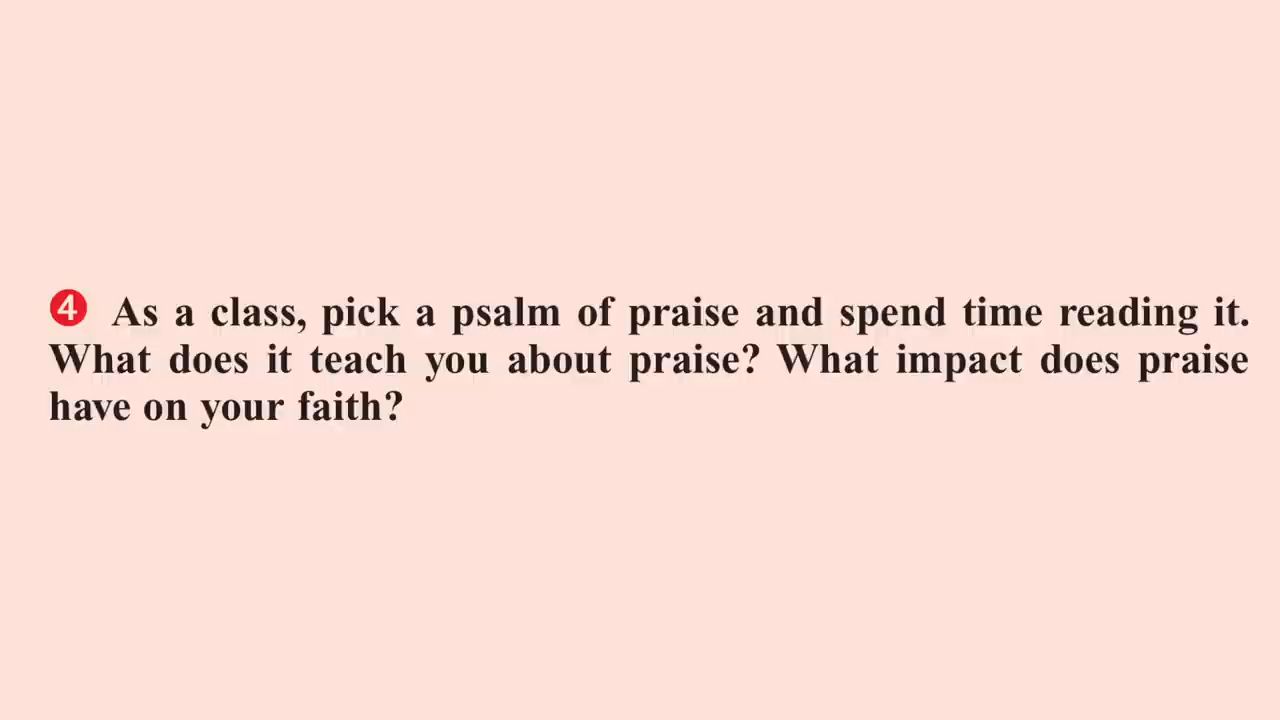 ❹ As a class, pick a psalm of praise and spend time reading it.
What does it teach you about praise? What impact does praise
have on your faith?